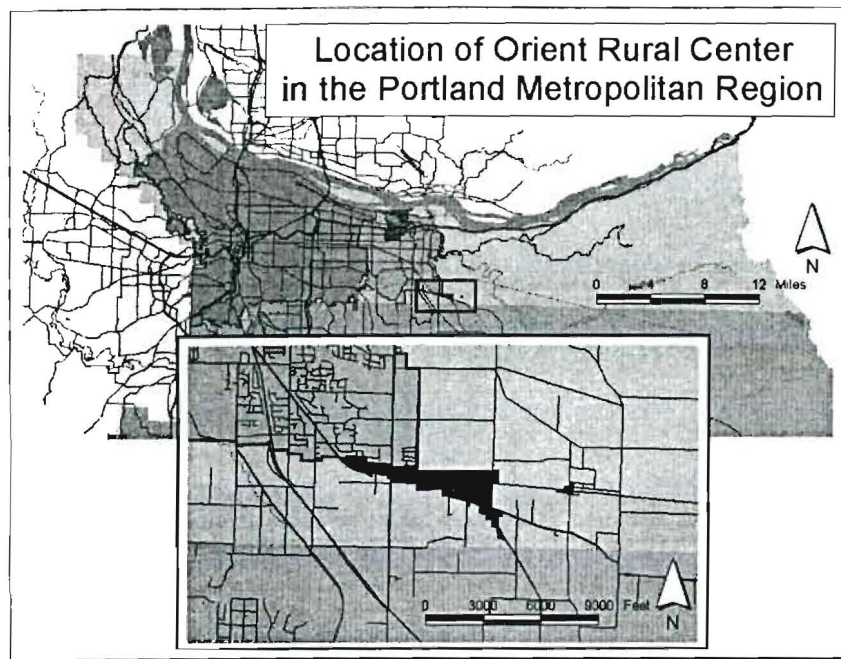 Location of Orient Rural Center
in the Portland Metropolitan Region
N
0 4 8 12 Miles
0 3000 6000 9000 Feet
N